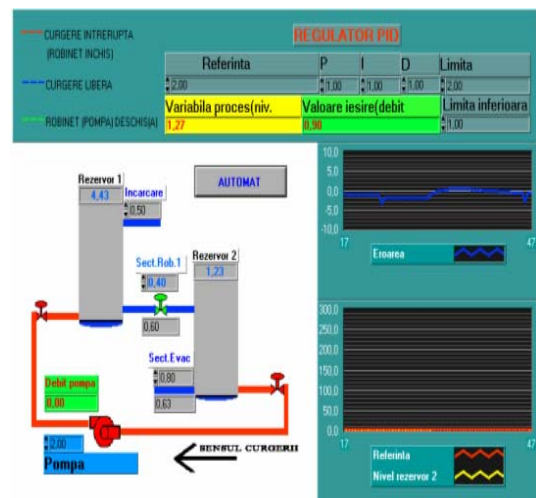 CURGERE INTRERUPTA
(ROBINET INCHIS)
CURGERE LIBERA
ROBINET (POMPA) DESCHIS(A)
REGULATOR PID
Referinta P I D Limita
2,00 1,00 1,00 1,00 2,00
Variabila proces(niv. Valoare iesire(debit Limita inferioara
1,27 0,90 1,00
AUTOMAT
Rezervor 1
4,43
Incarcare
0,50
Sect.Rob.1
0,40
0,60
Rezervor 2
1,23
Sect.Evac
0,80
0,63
Debit pompa
0,00
2,00
Pompa
SENSUL CURGERII
10,0
5,0
0,0
-5,0
-10,0
17 47
Eroarea
300,0
250,0
200,0
150,0
100,0
50,0
0,0
17 47
Referinta
Nivel rezervor 2